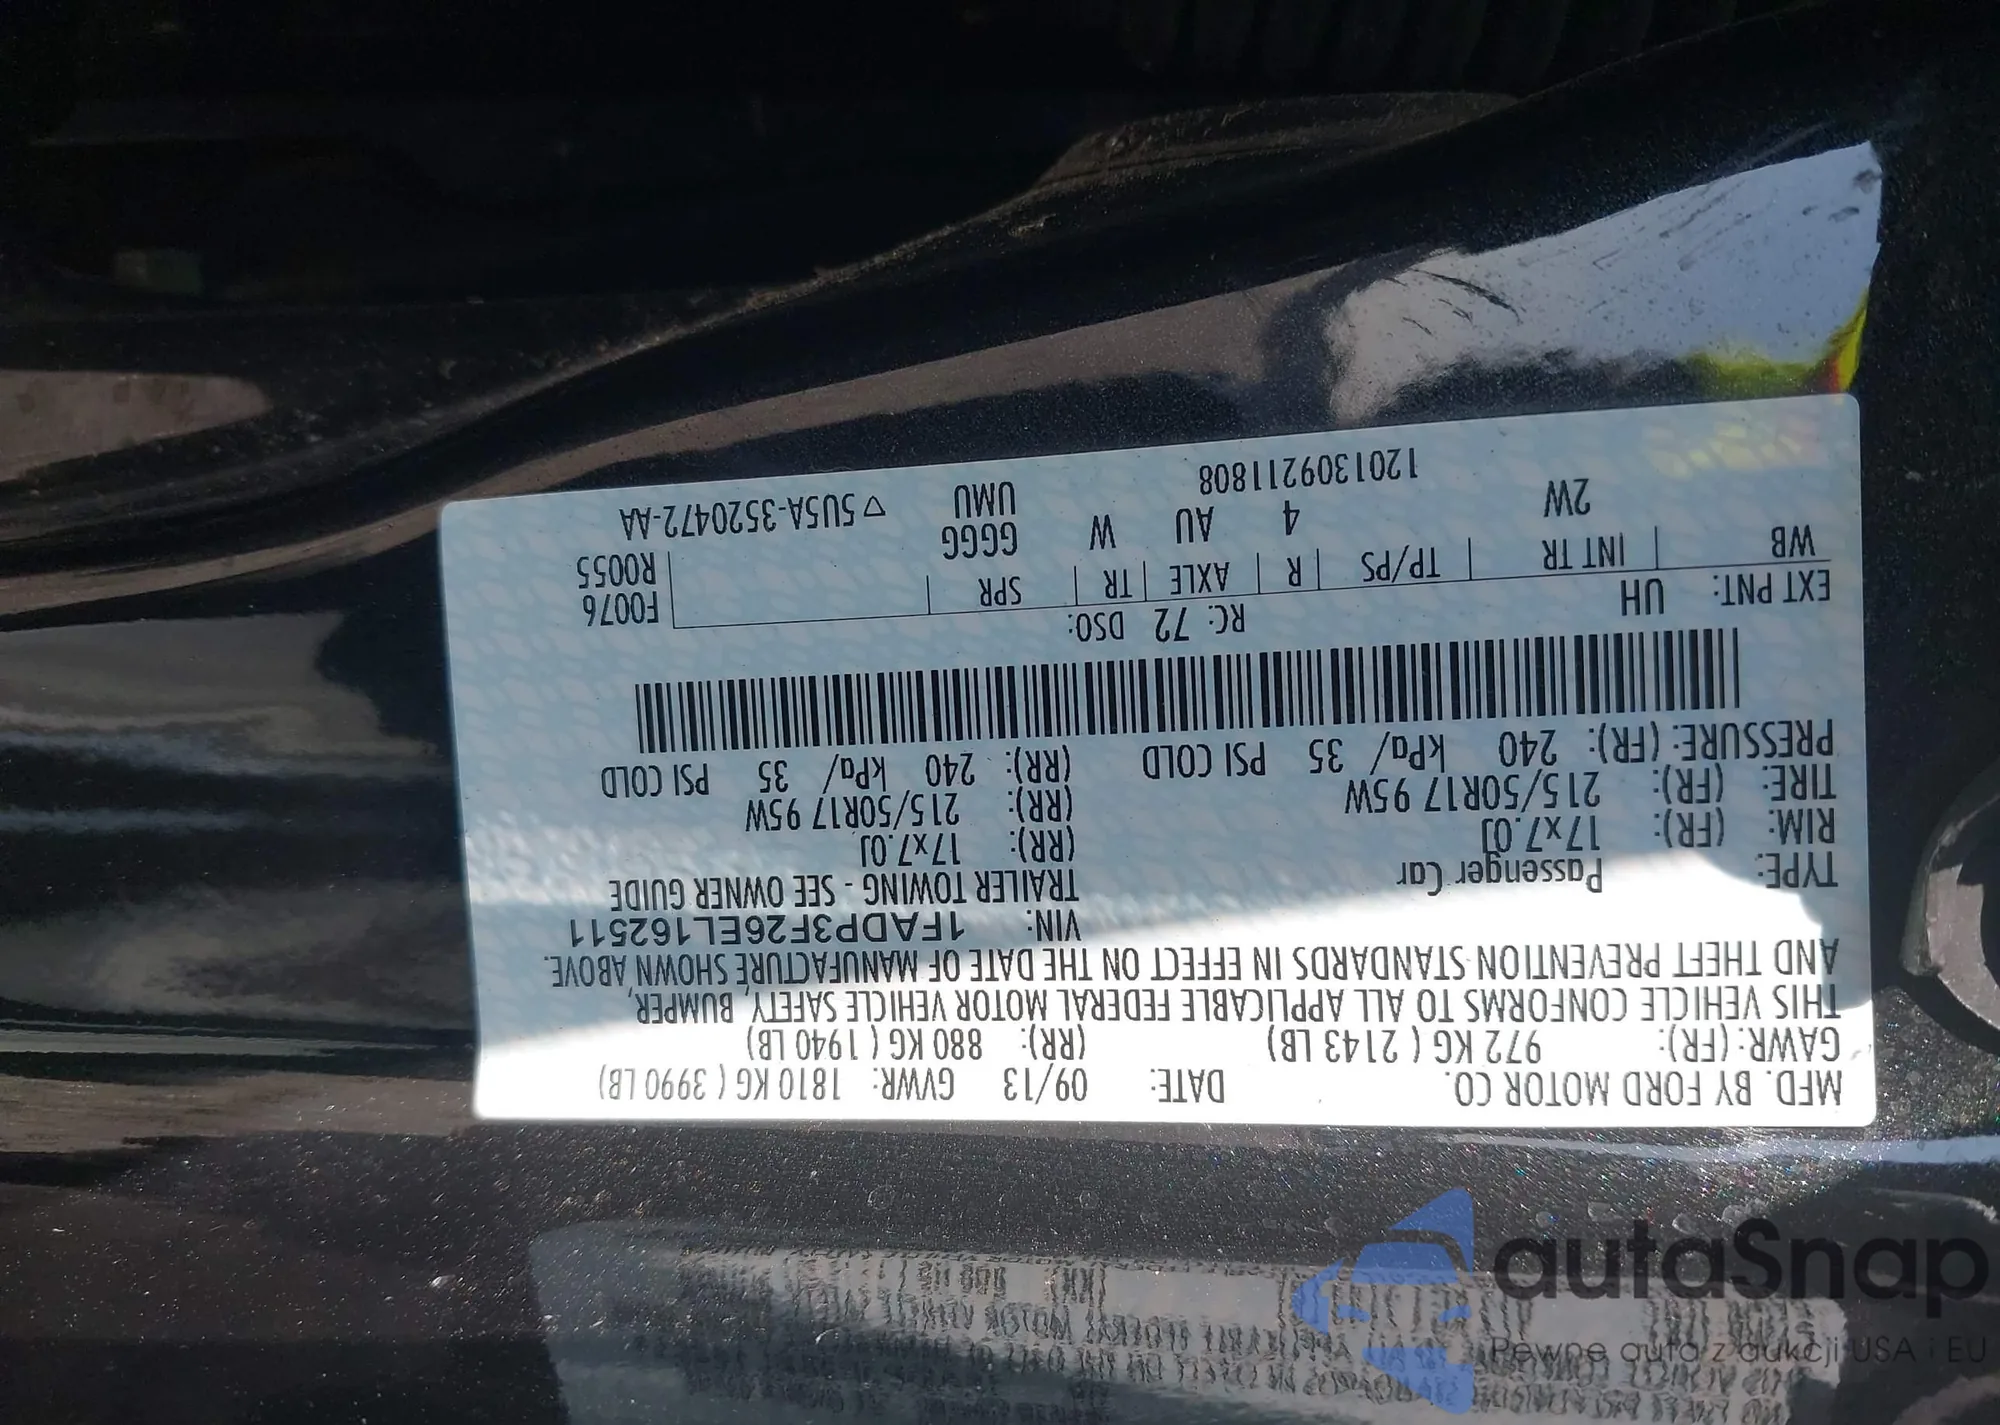 MFD. BY FORD MOTOR CO. DATE: 09/13 GVWR: 1810 KG ( 3990 LB)
GAWR: (FR): 972 KG ( 2143 LB) (RR): 880 KG ( 1940 LB)
THIS VEHICLE CONFORMS TO ALL APPLICABLE FEDERAL MOTOR VEHICLE SAFETY, BUMPER,
AND THEFT PREVENTION STANDARDS IN EFFECT ON THE DATE OF MANUFACTURE SHOWN ABOVE.
VIN: 1FADP3F26EL162511
TYPE: Passenger Car TRAILER TOWING - SEE OWNER GUIDE
RIM: (FR): 17x7.0J (RR): 17x7.0J
TIRE: (FR): 215/50R17 95W (RR): 215/50R17 95W
PRESSURE: (FR): 240 kPa/ 35 PSI COLD (RR): 240 kPa/ 35 PSI COLD
EXT PNT: UH RC: 72 DSO: F0076
WB | INT TR | TP/PS | R | AXLE | TR | SPR R0055
2W 4 AU W GGGG
1201309211808 UMU ▽ 5U5A-3520472-AA
autaSnap
Pewne auta z aukcji USA i EU